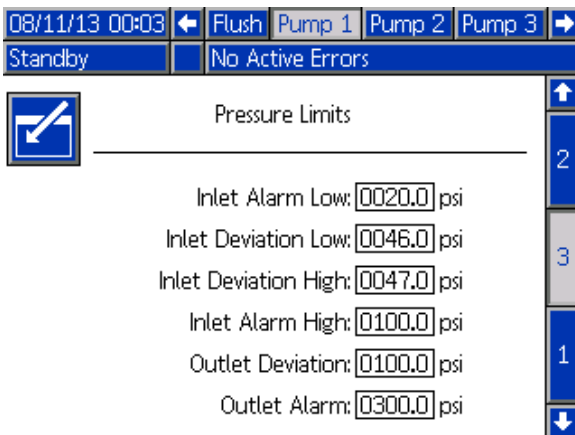 08/11/13 00:03 Flush Pump 1 Pump 2 Pump 3
Standby No Active Errors
Pressure Limits
2
Inlet Alarm Low: 0020.0 psi
Inlet Deviation Low: 0046.0 psi
3
Inlet Deviation High: 0047.0 psi
Inlet Alarm High: 0100.0 psi
1
Outlet Deviation: 0100.0 psi
Outlet Alarm: 0300.0 psi